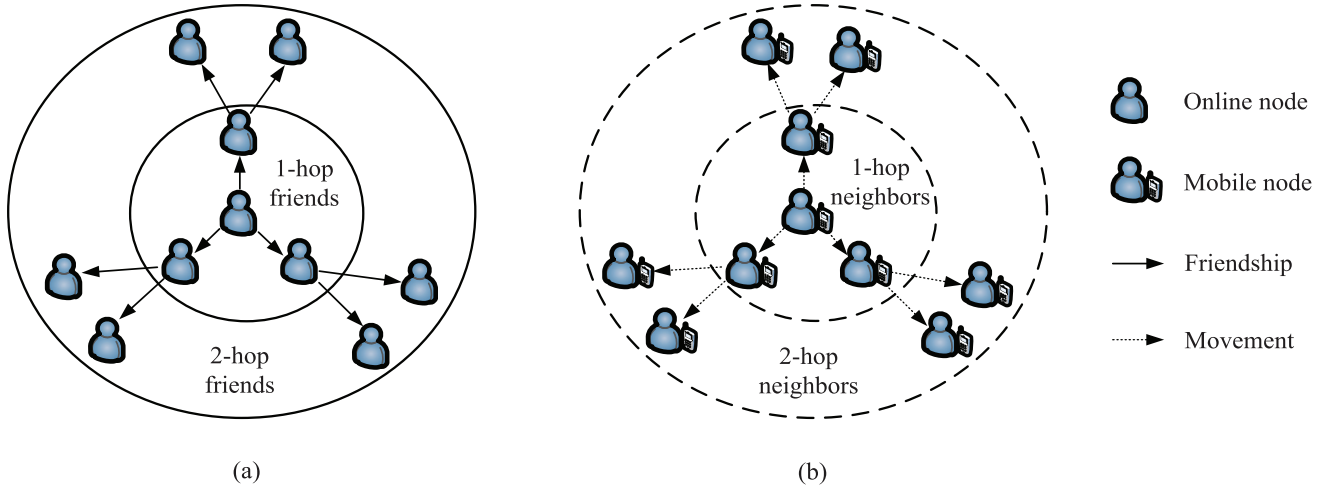 1-hop
friends
2-hop
friends
(a)
1-hop
neighbors
2-hop
neighbors
(b)
Online node
Mobile node
Friendship
Movement